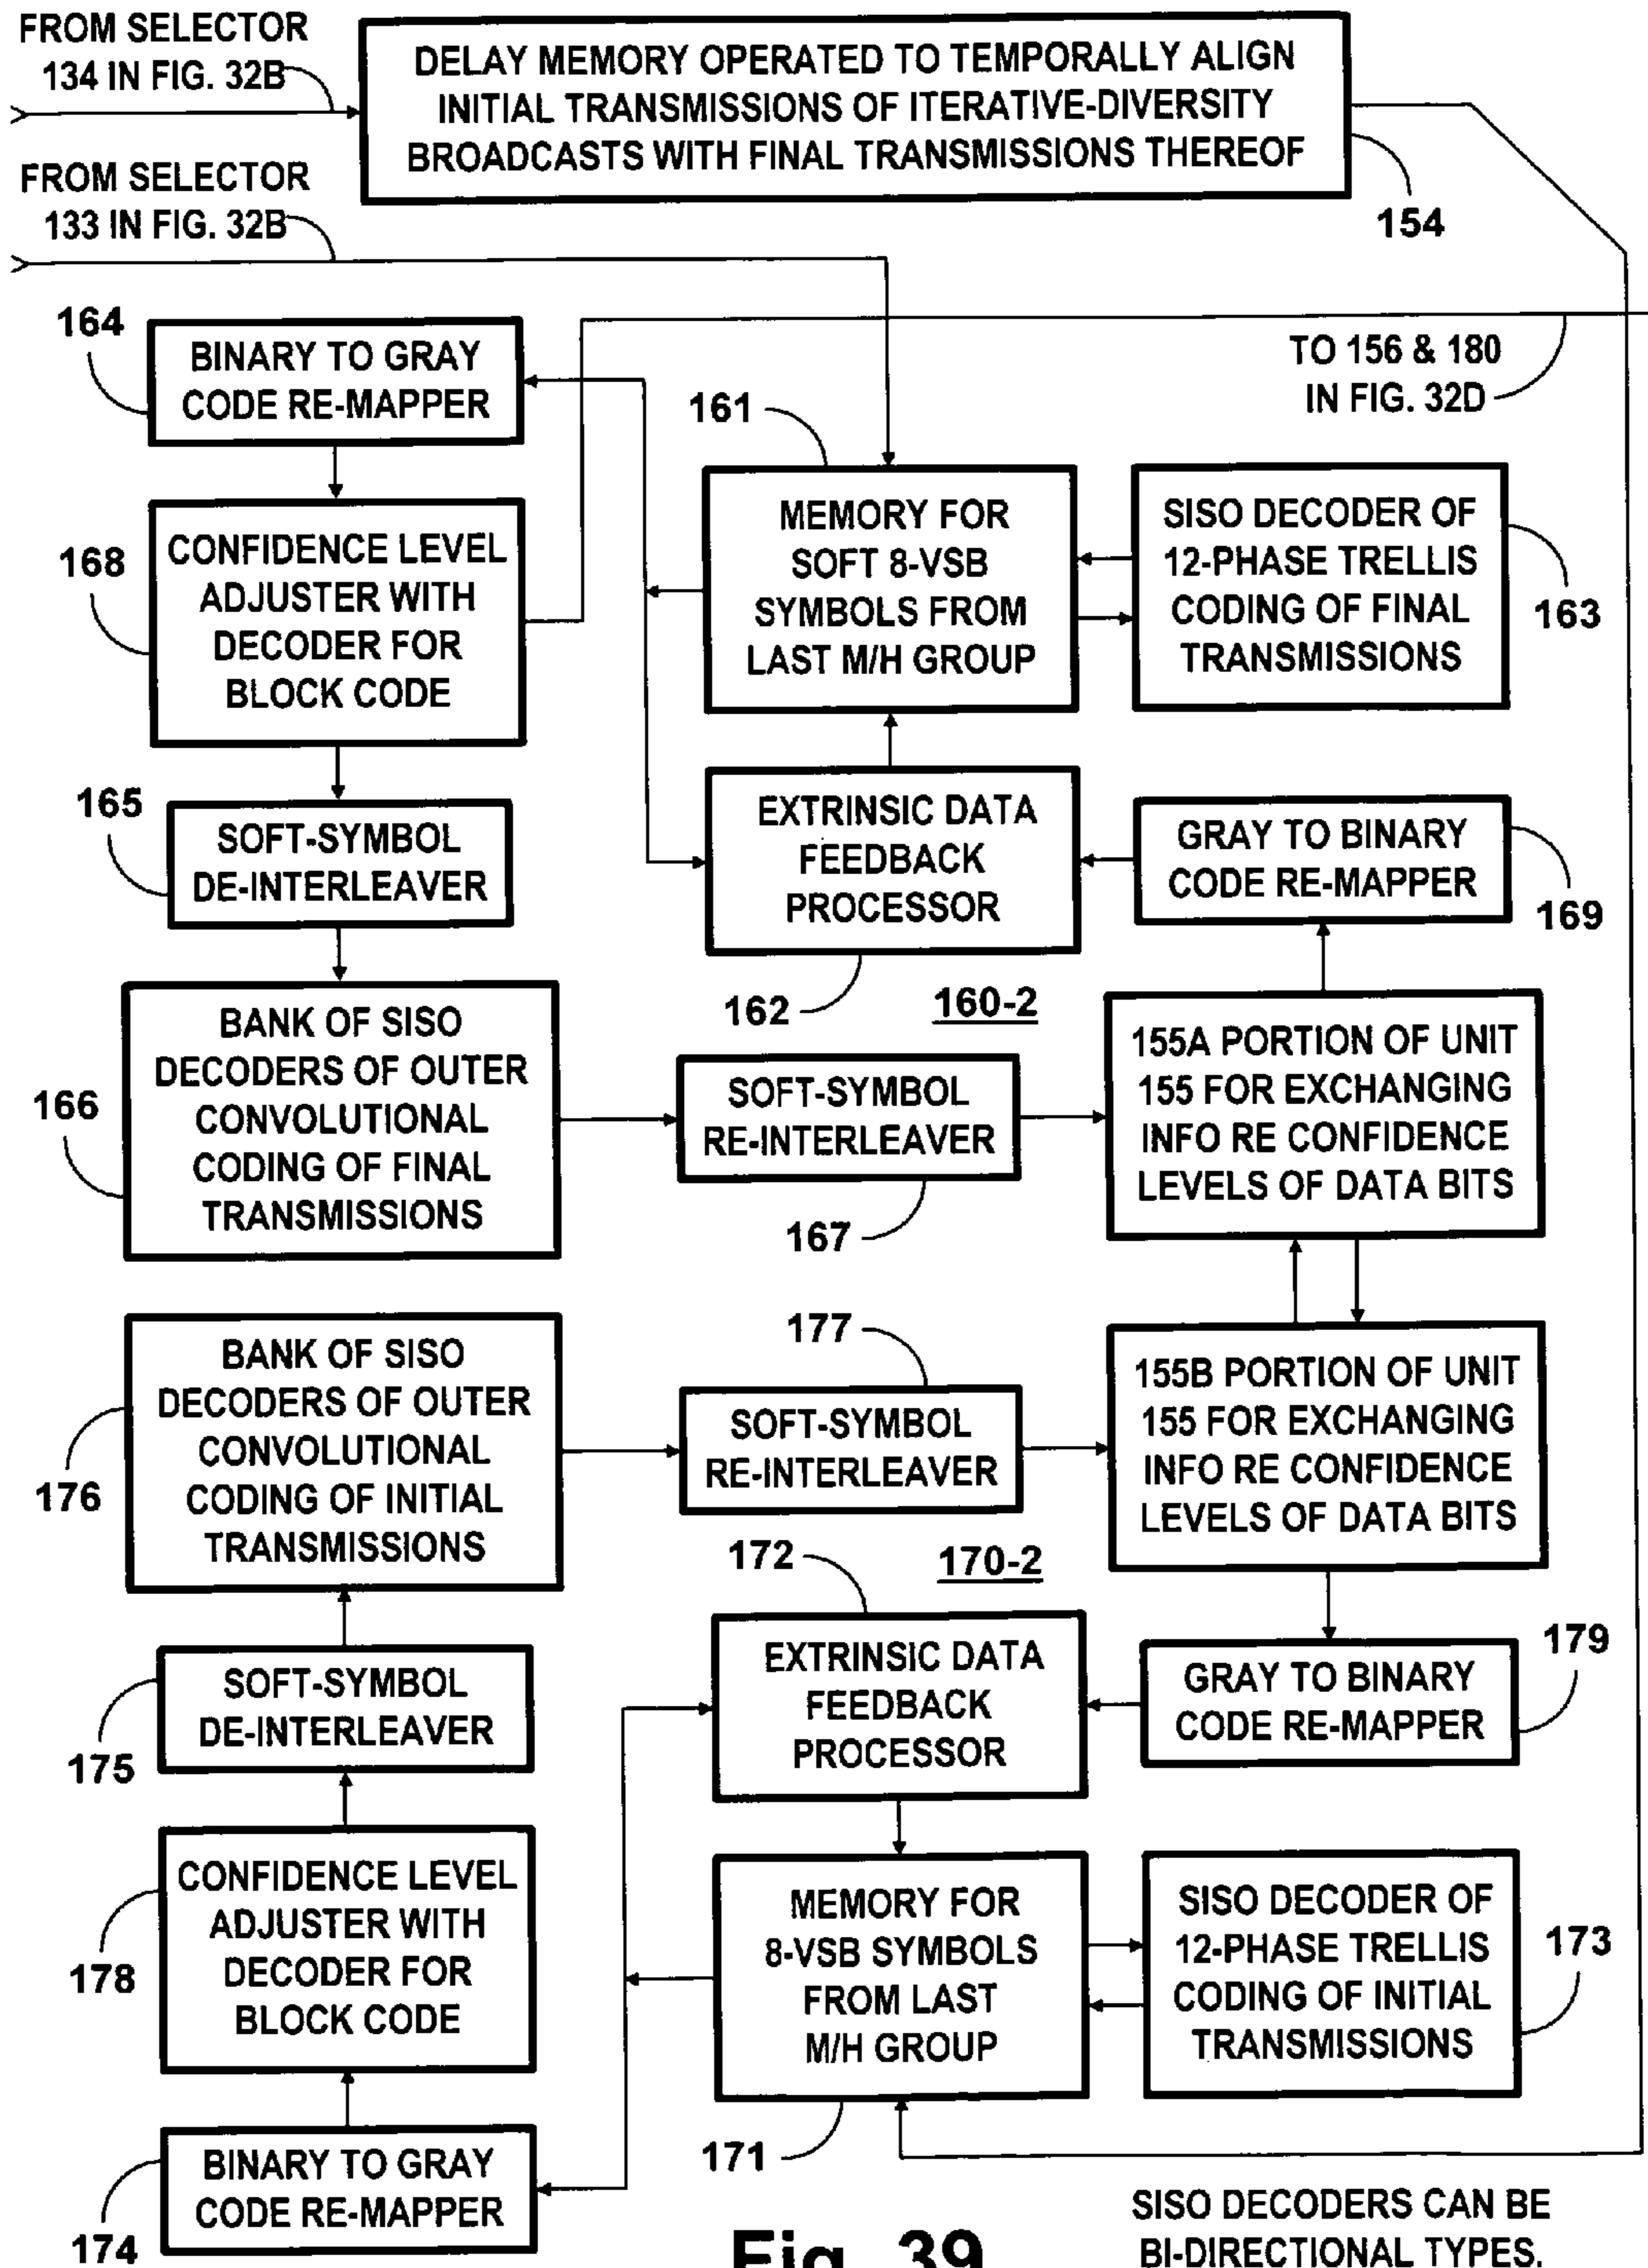 FROM SELECTOR
134 IN FIG. 32B
DELAY MEMORY OPERATED TO TEMPORALLY ALIGN
INITIAL TRANSMISSIONS OF ITERATIVE-DIVERSITY
BROADCASTS WITH FINAL TRANSMISSIONS THEREOF
154
FROM SELECTOR
133 IN FIG. 32B
164
BINARY TO GRAY
CODE RE-MAPPER
TO 156 & 180
IN FIG. 32D
161
168
CONFIDENCE LEVEL
ADJUSTER WITH
DECODER FOR
BLOCK CODE
MEMORY FOR
SOFT 8-VSB
SYMBOLS FROM
LAST M/H GROUP
SISO DECODER OF
12-PHASE TRELLIS
CODING OF FINAL
TRANSMISSIONS
163
165
SOFT-SYMBOL
DE-INTERLEAVER
EXTRINSIC DATA
FEEDBACK
PROCESSOR
GRAY TO BINARY
CODE RE-MAPPER
169
162
160-2
166
BANK OF SISO
DECODERS OF OUTER
CONVOLUTIONAL
CODING OF FINAL
TRANSMISSIONS
SOFT-SYMBOL
RE-INTERLEAVER
167
155A PORTION OF UNIT
155 FOR EXCHANGING
INFO RE CONFIDENCE
LEVELS OF DATA BITS
176
BANK OF SISO
DECODERS OF OUTER
CONVOLUTIONAL
CODING OF INITIAL
TRANSMISSIONS
177
SOFT-SYMBOL
RE-INTERLEAVER
155B PORTION OF UNIT
155 FOR EXCHANGING
INFO RE CONFIDENCE
LEVELS OF DATA BITS
172
170-2
175
SOFT-SYMBOL
DE-INTERLEAVER
EXTRINSIC DATA
FEEDBACK
PROCESSOR
GRAY TO BINARY
CODE RE-MAPPER
179
178
CONFIDENCE LEVEL
ADJUSTER WITH
DECODER FOR
BLOCK CODE
MEMORY FOR
8-VSB SYMBOLS
FROM LAST
M/H GROUP
SISO DECODER OF
12-PHASE TRELLIS
CODING OF INITIAL
TRANSMISSIONS
173
171
174
BINARY TO GRAY
CODE RE-MAPPER
Fig. 39
SISO DECODERS CAN BE
BI-DIRECTIONAL TYPES.